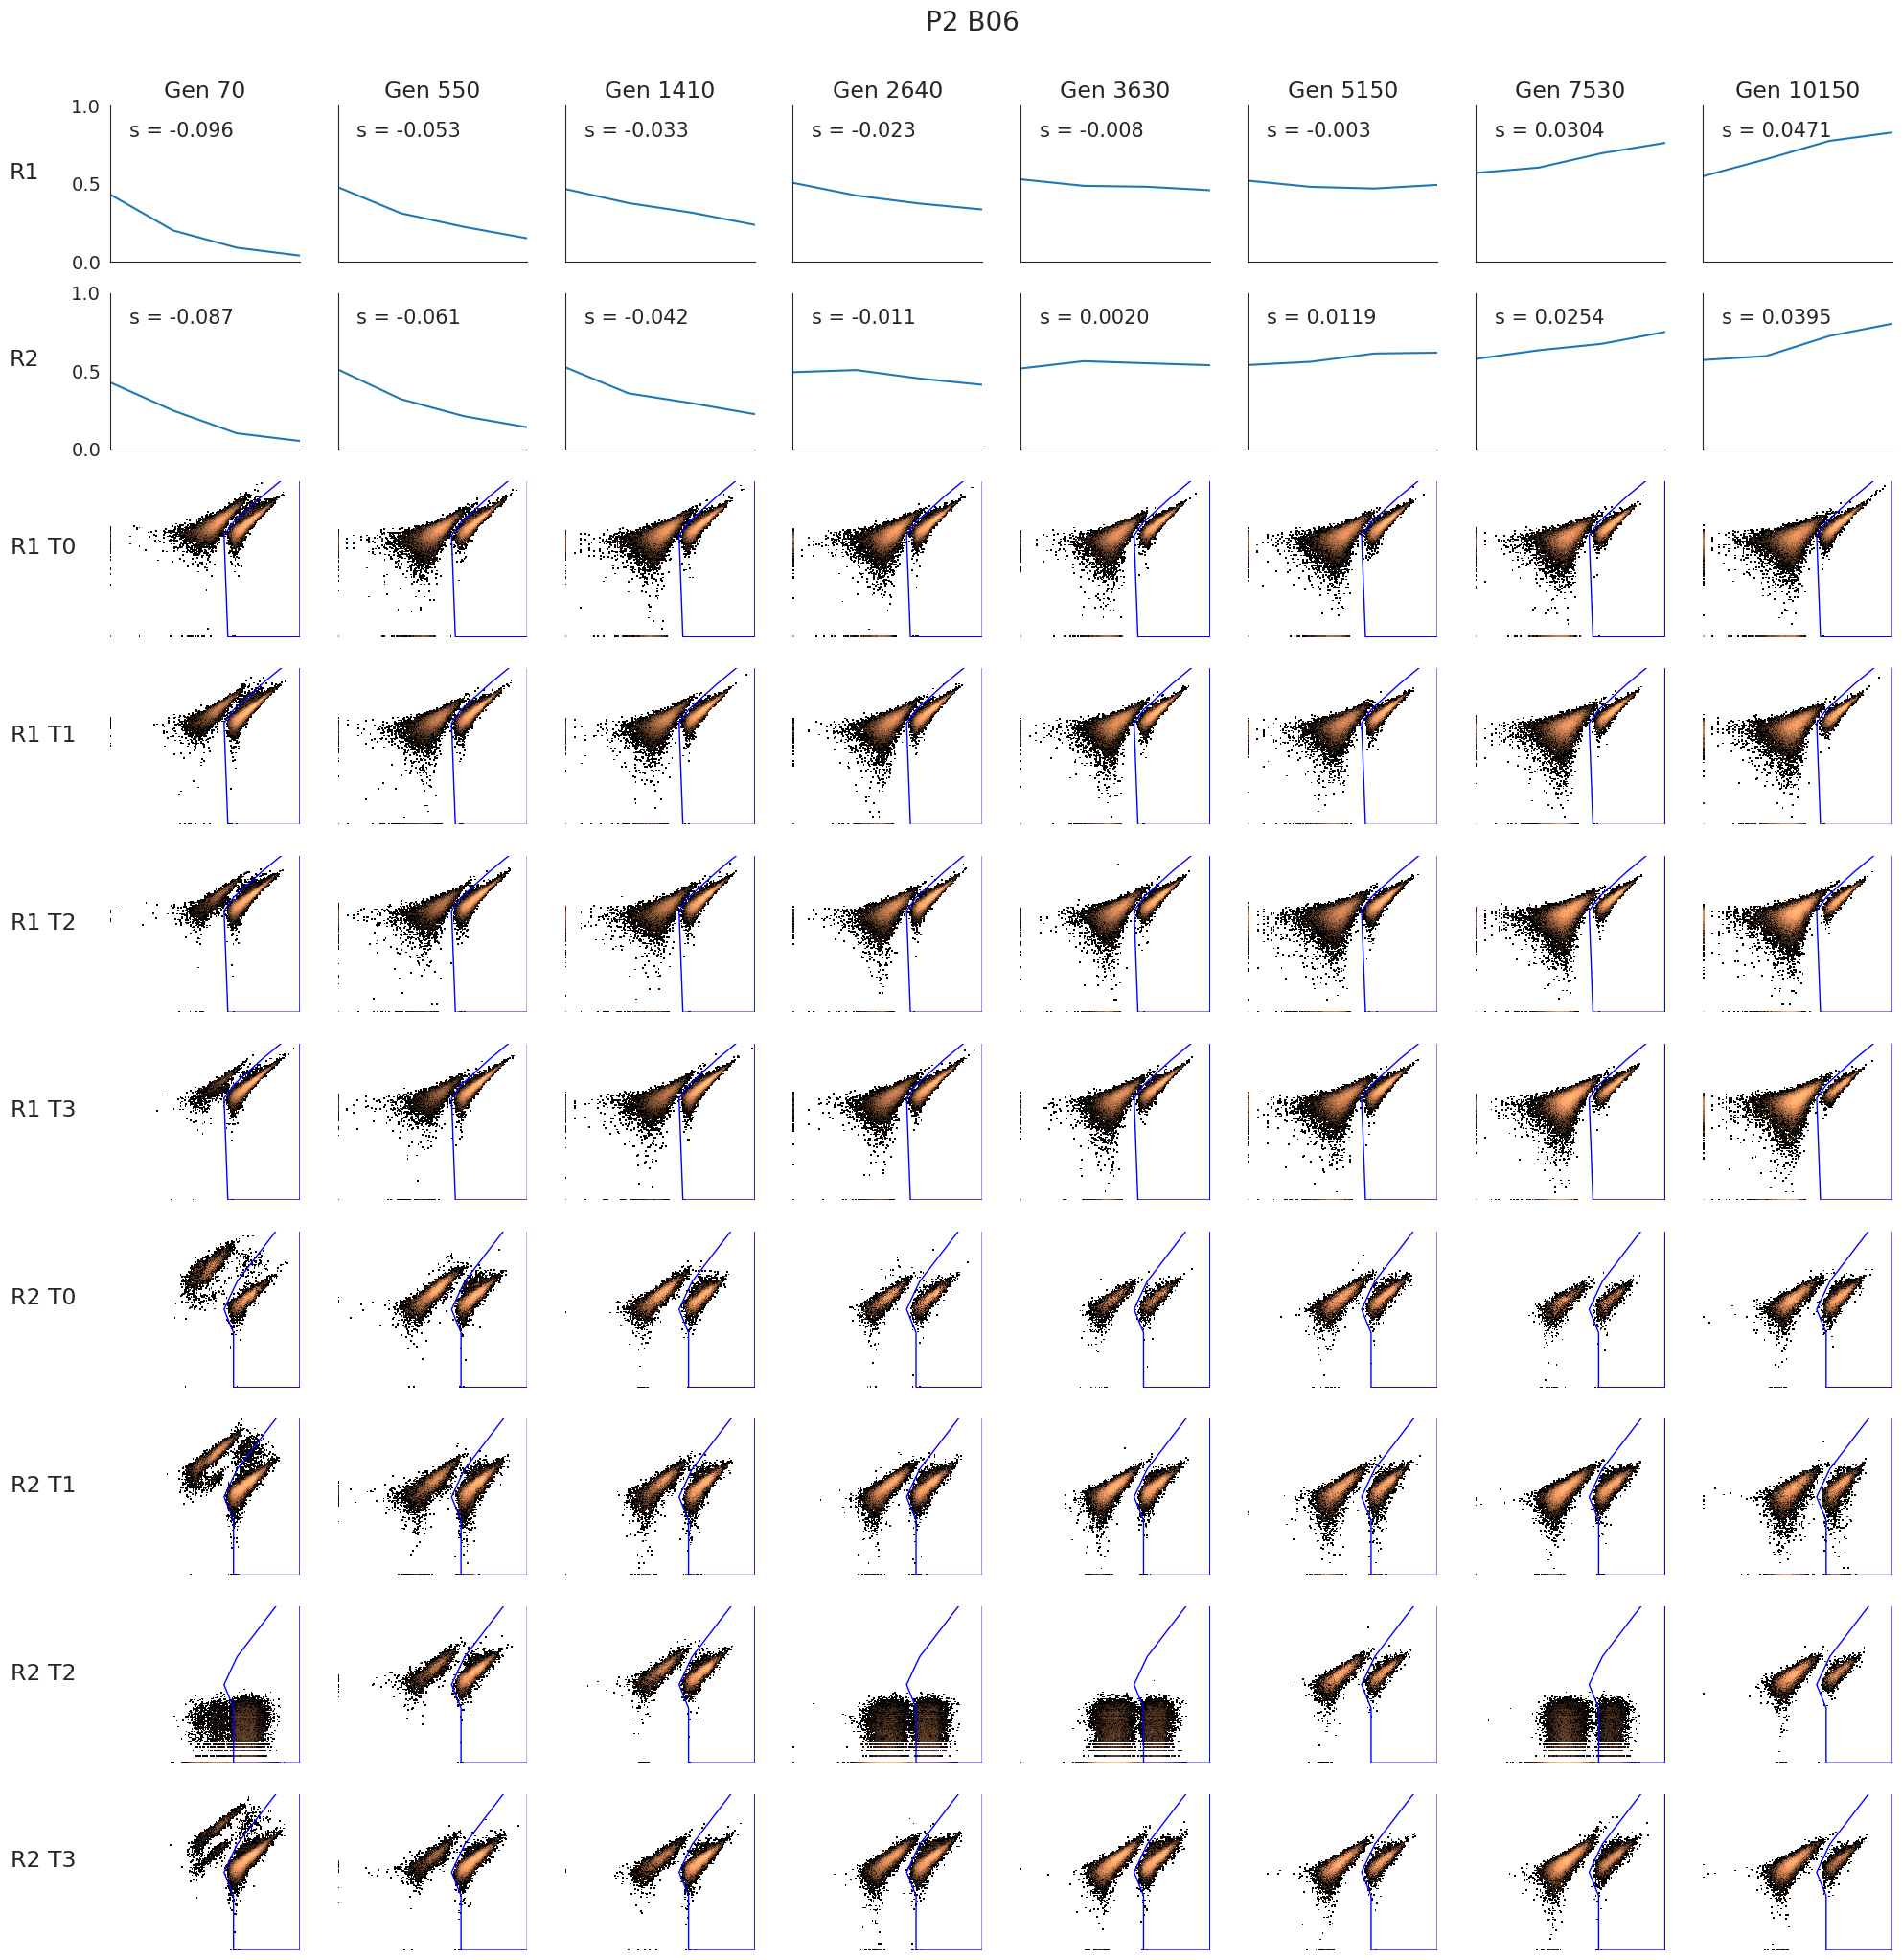 P2 B06
Gen 70 Gen 550 Gen 1410 Gen 2640 Gen 3630 Gen 5150 Gen 7530 Gen 10150
1.0
s = -0.096 s = -0.053 s = -0.033 s = -0.023 s = -0.008 s = -0.003 s = 0.0304 s = 0.0471
R1
0.5
0.0
1.0
s = -0.087 s = -0.061 s = -0.042 s = -0.011 s = 0.0020 s = 0.0119 s = 0.0254 s = 0.0395
R2
0.5
0.0
R1 T0
R1 T1
R1 T2
R1 T3
R2 T0
R2 T1
R2 T2
R2 T3